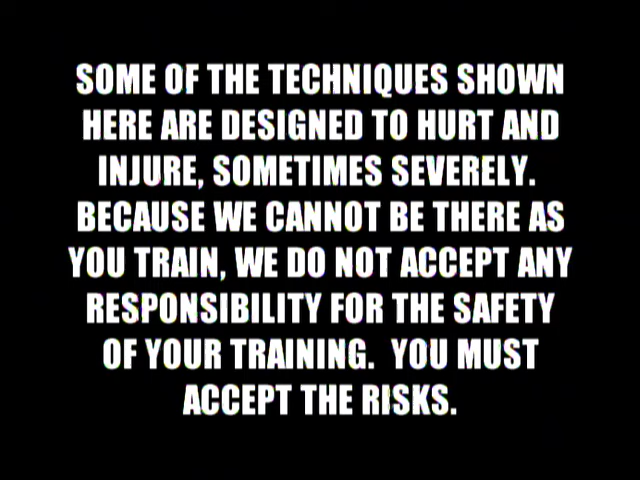 SOME OF THE TECHNIQUES SHOWN
HERE ARE DESIGNED TO HURT AND
INJURE, SOMETIMES SEVERELY.
BECAUSE WE CANNOT BE THERE AS
YOU TRAIN, WE DO NOT ACCEPT ANY
RESPONSIBILITY FOR THE SAFETY
OF YOUR TRAINING.  YOU MUST
ACCEPT THE RISKS.